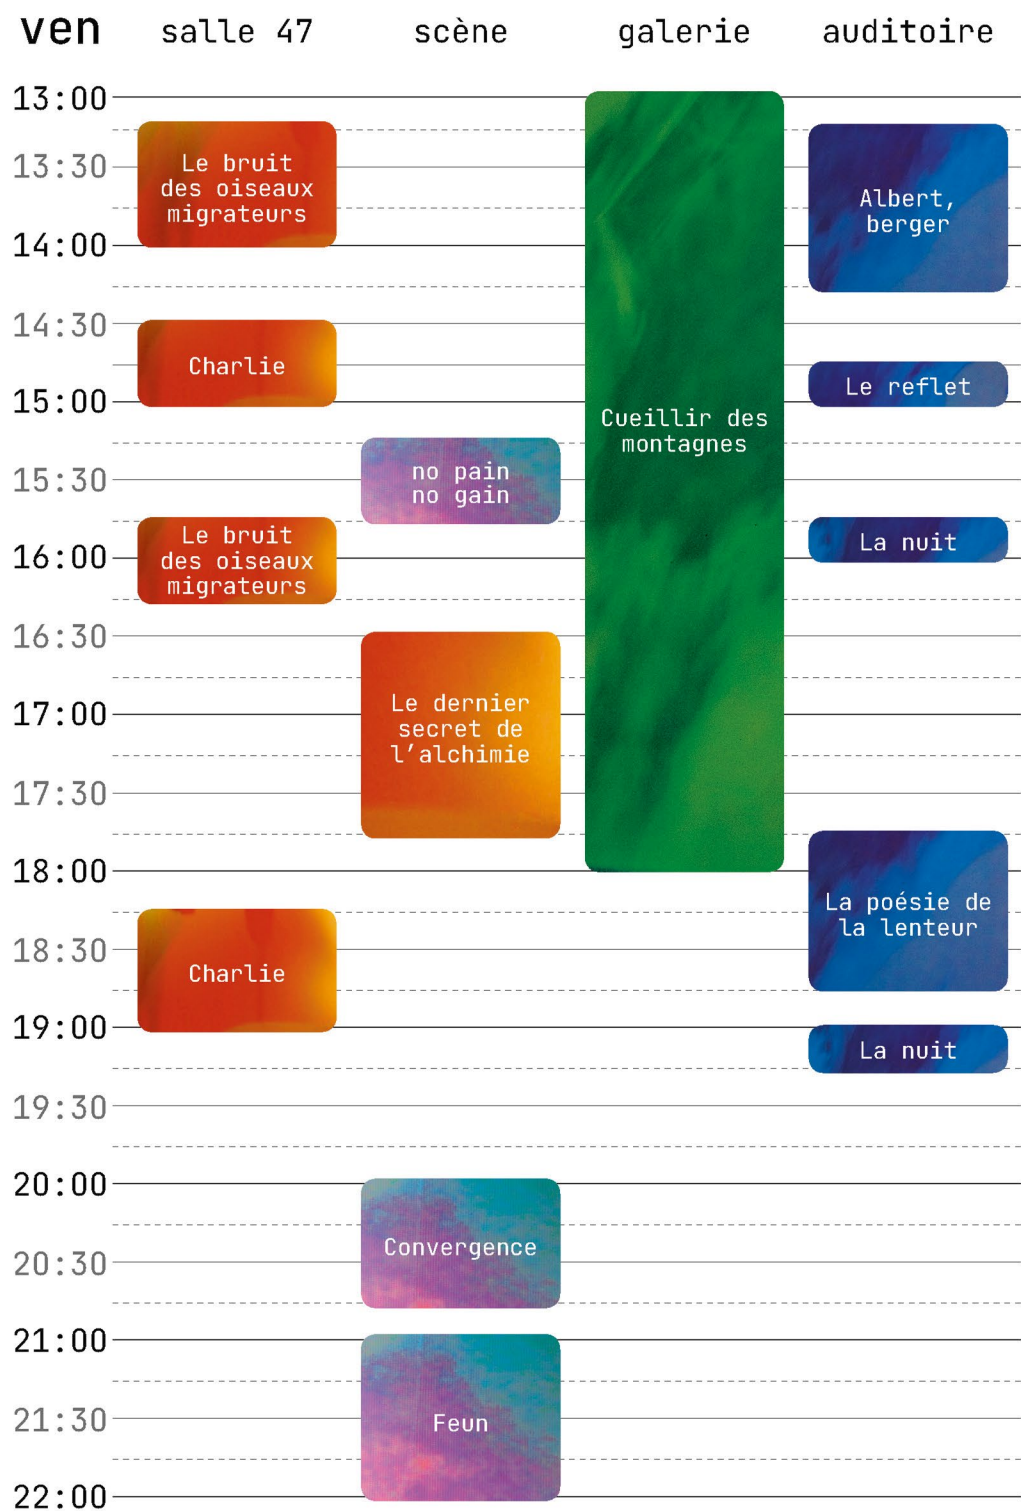 ven
salle 47
scène
galerie
auditoire
13:00
Le bruit
des oiseaux
migrateurs
13:30
Albert,
berger
14:00
14:30
Charlie
Le reflet
15:00
Cueillir des
montagnes
no pain
no gain
15:30
Le bruit
des oiseaux
migrateurs
La nuit
16:00
16:30
Le dernier
secret de
l’alchimie
17:00
17:30
18:00
La poésie de
la lenteur
18:30
Charlie
19:00
La nuit
19:30
20:00
Convergence
20:30
21:00
Feun
21:30
22:00